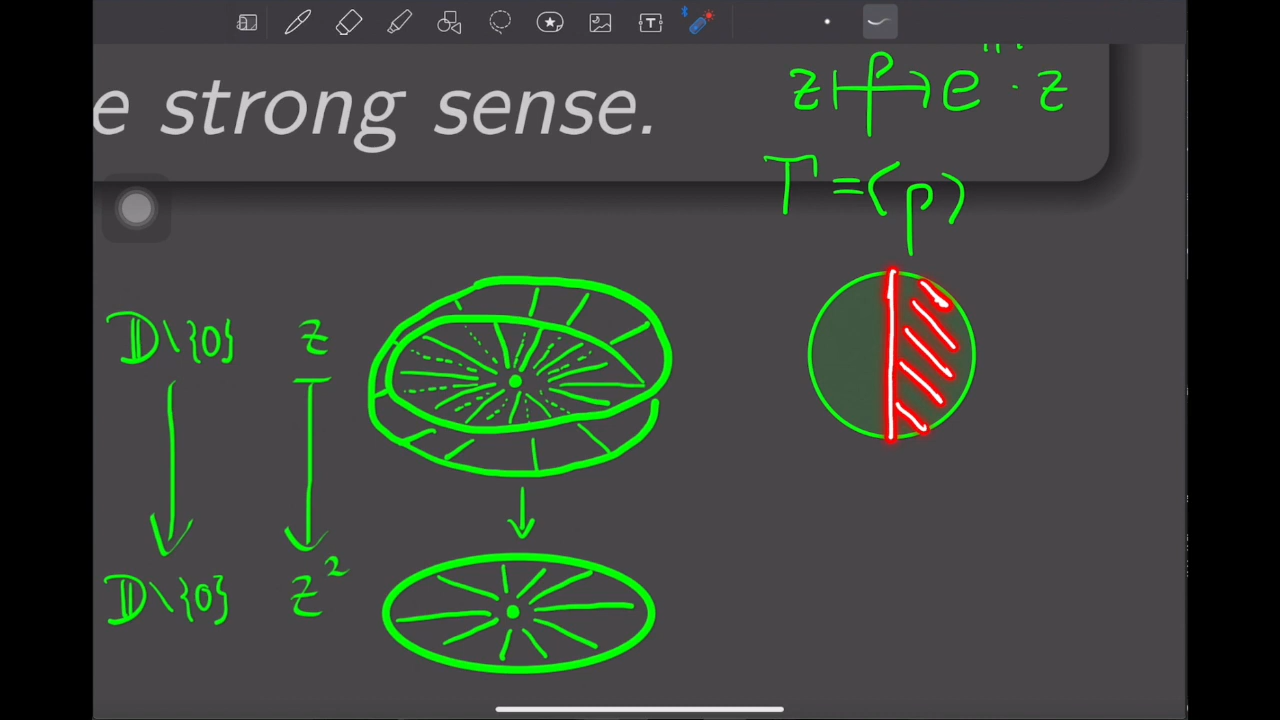 e strong sense.
z ↦ e · z
p
Γ = ⟨p⟩
𝔻\{0} z
𝔻\{0} z²